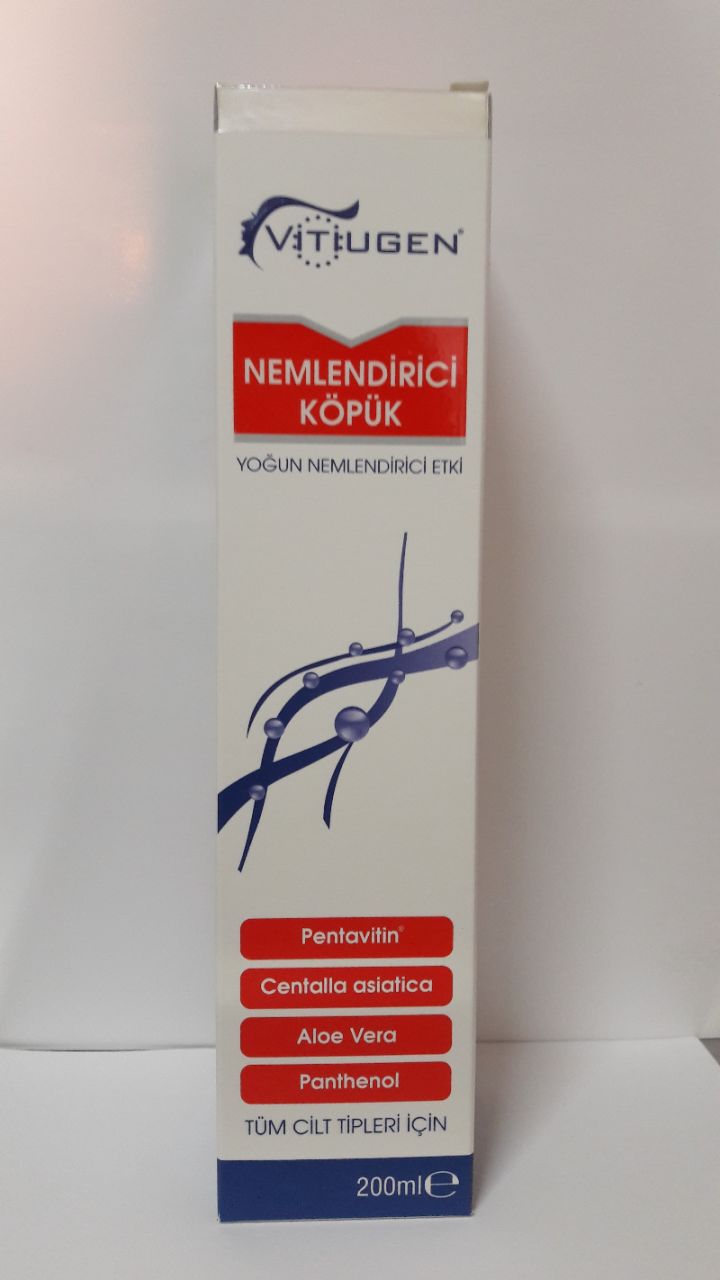 VITIUGEN®
NEMLENDİRİCİ
KÖPÜK
YOĞUN NEMLENDİRİCİ ETKİ
Pentavitin®
Centalla asiatica
Aloe Vera
Panthenol
TÜM CİLT TİPLERİ İÇİN
200ml℮